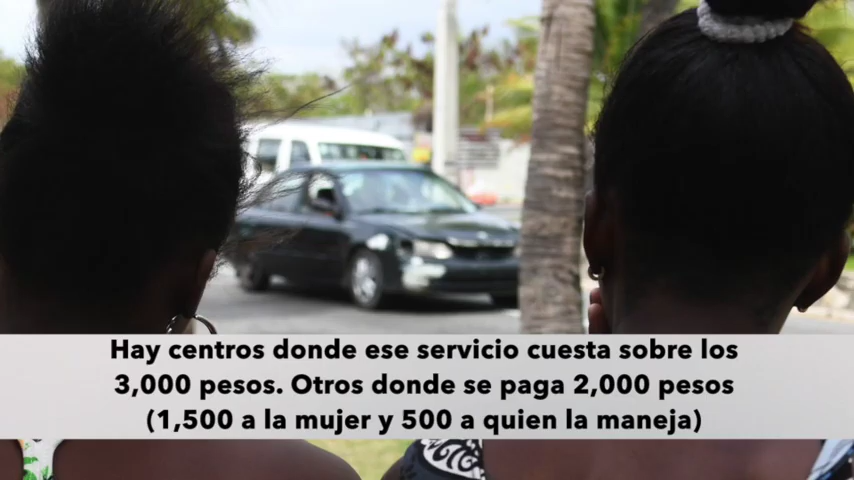 Hay centros donde ese servicio cuesta sobre los
3,000 pesos. Otros donde se paga 2,000 pesos
(1,500 a la mujer y 500 a quien la maneja)